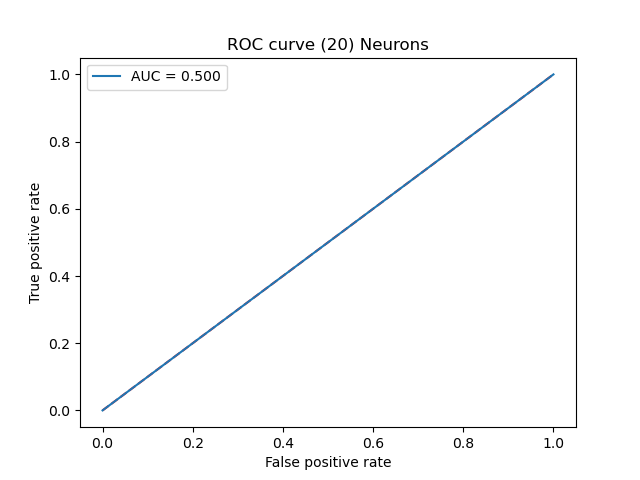 ROC curve (20) Neurons
AUC = 0.500
True positive rate
1.0
0.8
0.6
0.4
0.2
0.0
0.0 0.2 0.4 0.6 0.8 1.0
False positive rate